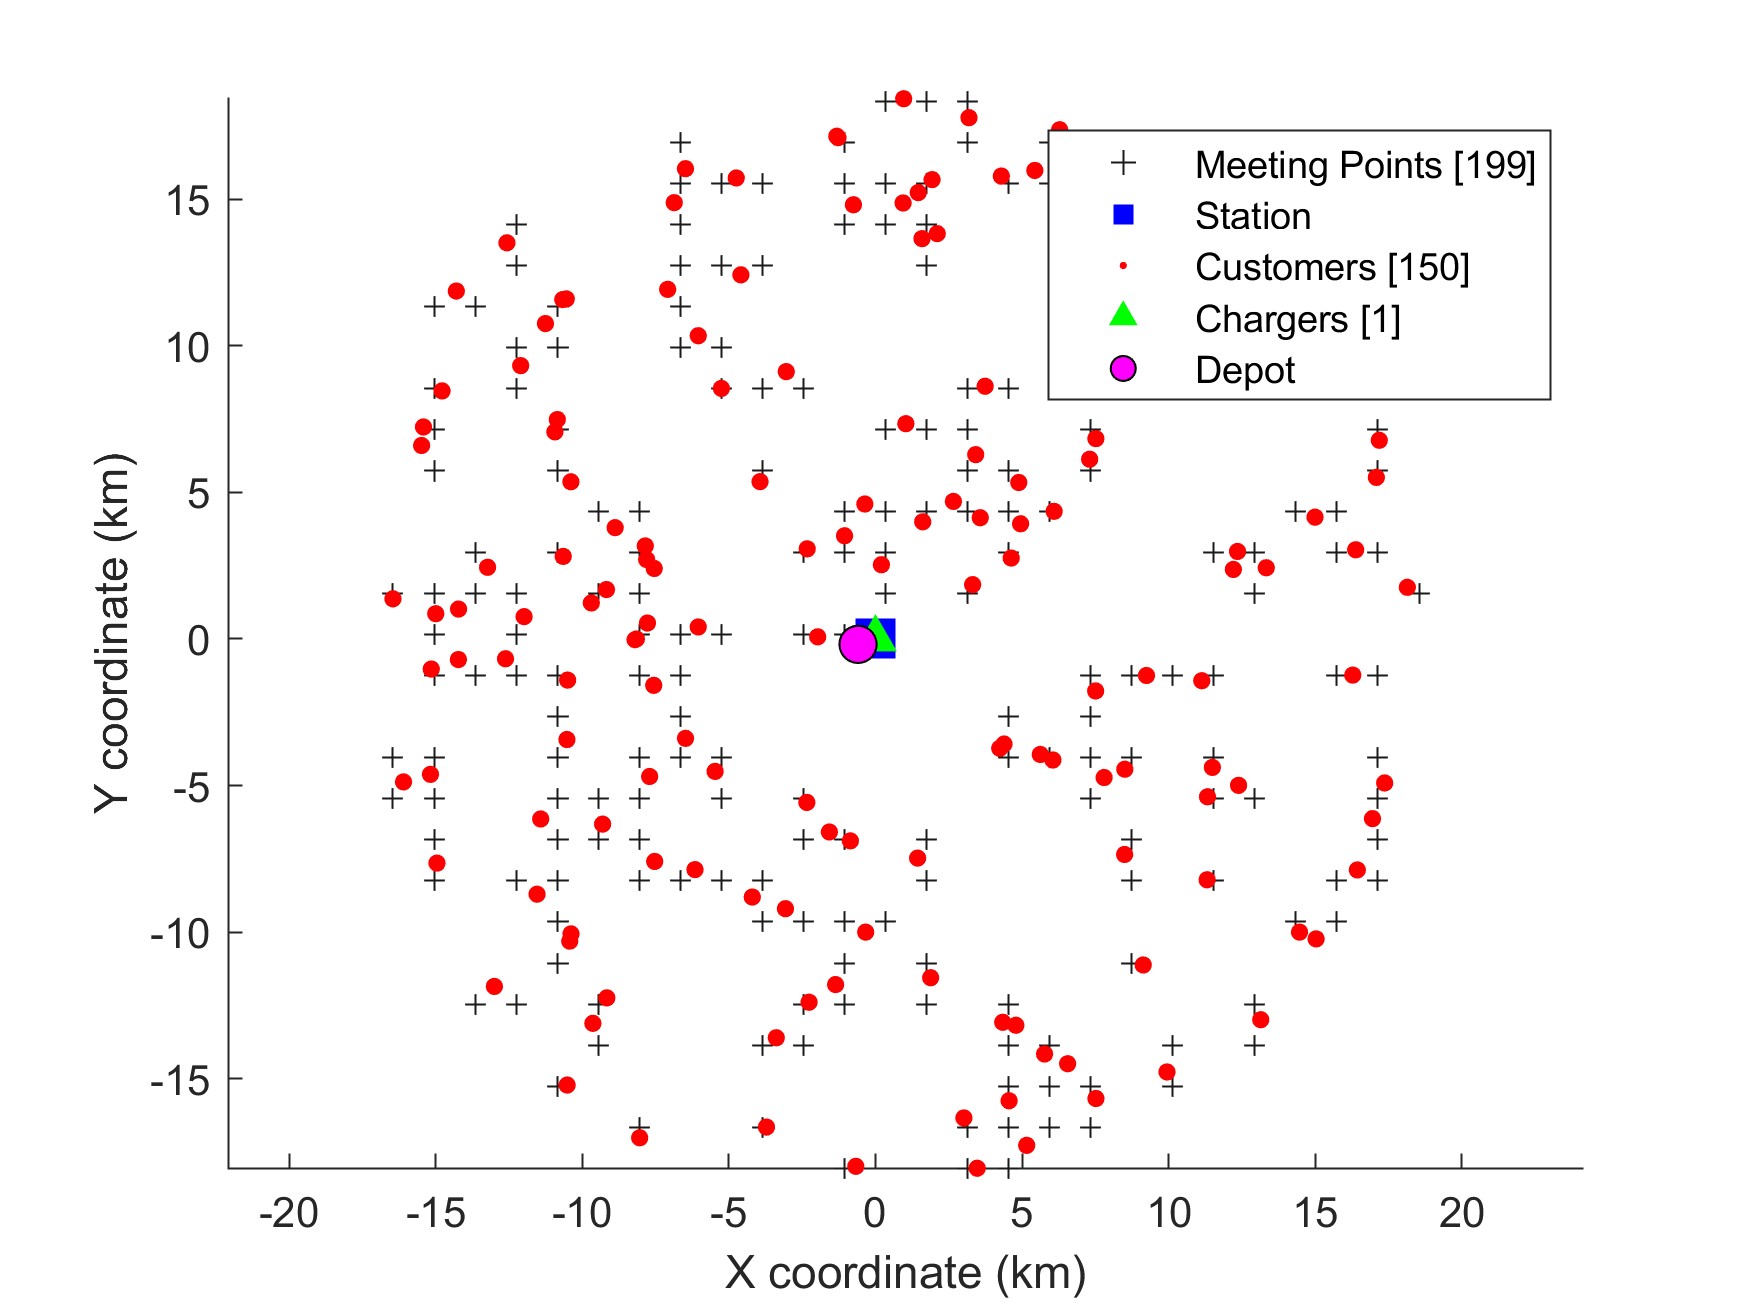 Meeting Points [199]
Station
Customers [150]
Chargers [1]
Depot
15
10
5
0
-5
-10
-15
Y coordinate (km)
-20 -15 -10 -5 0 5 10 15 20
X coordinate (km)